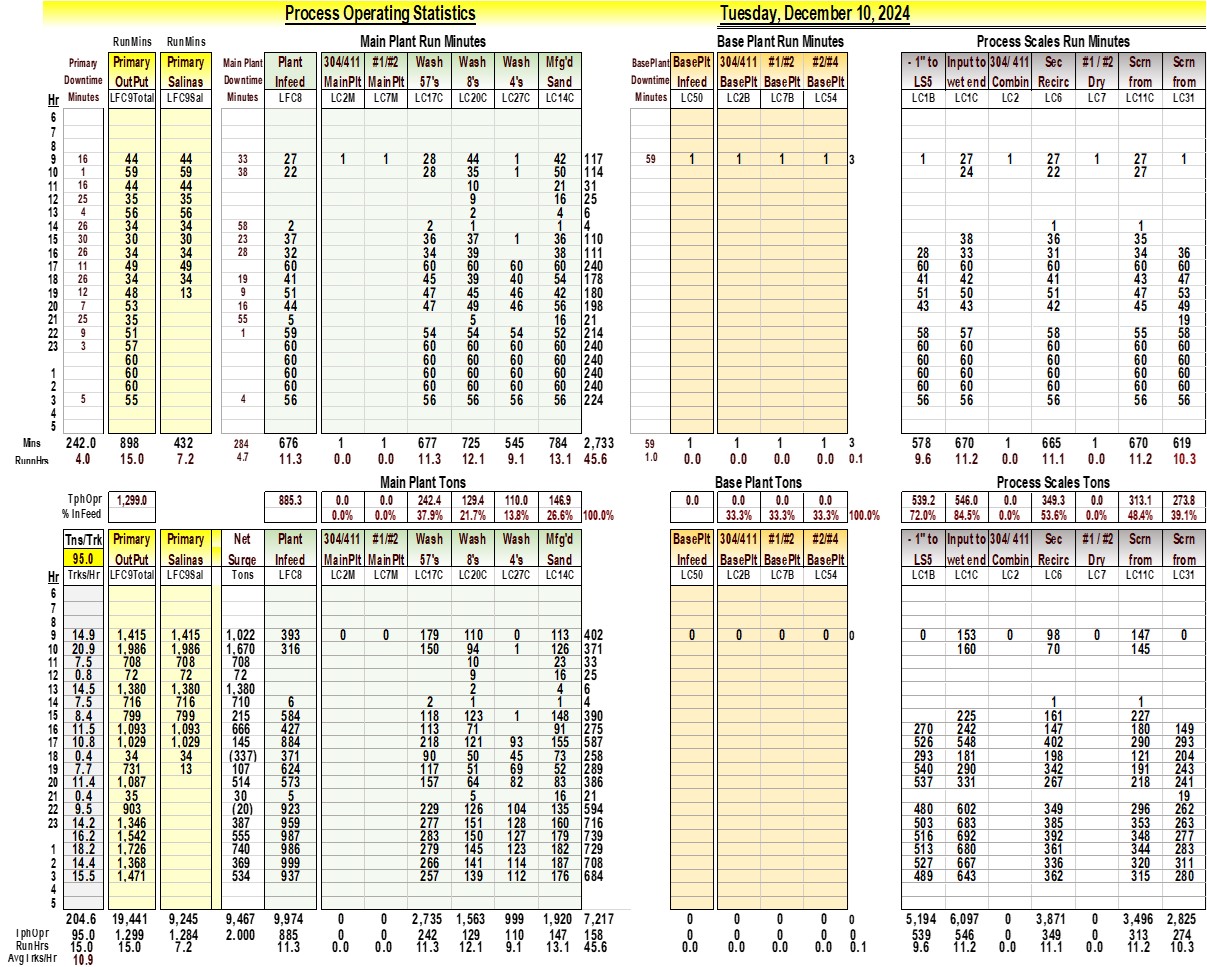 Process Operating Statistics Tuesday, December 10, 2024
RunMins RunMins Main Plant Run Minutes Base Plant Run Minutes Process Scales Run Minutes
Primary Primary Primary Main Plant Plant 304/411 #1/#2 Wash Wash Wash Mfg'd BasePlant BasePlt 304/411 #1/#2 #2/#4 - 1" to Input to 304/ 411 Sec #1 / #2 Scrn Scrn
Downtime OutPut Salinas Downtime Infeed MainPlt MainPlt 57's 8's 4's Sand Downtime Infeed BasePlt BasePlt BasePlt LS5 wet end Combin Recirc Dry from from
Hr Minutes LFC9Total LFC9Sal Minutes LFC8 LC2M LC7M LC17C LC20C LC27C LC14C Minutes LC50 LC2B LC7B LC54 LC1B LC1C LC2 LC6 LC7 LC11C LC31
6
7
8
9 16 44 44 33 27 1 1 28 44 1 42 117 59 1 1 1 1 3 1 27 1 27 1 27 1
10 1 59 59 38 22 28 35 1 50 114 24 22 27
11 16 44 44 10 21 31
12 25 35 35 9 16 25
13 4 56 56 2 4 6
14 26 34 34 58 2 2 1 1 4 1 1
15 30 30 30 23 37 36 37 1 36 110 38 36 35
16 26 34 34 28 32 34 39 38 111 28 33 31 34 36
17 11 49 49 60 60 60 60 60 240 60 60 60 60 60
18 26 34 34 19 41 45 39 40 54 178 41 42 41 43 47
19 12 48 13 9 51 47 45 46 42 180 51 50 51 47 53
20 7 53 16 44 47 49 46 56 198 43 43 42 45 49
21 25 35 55 5 5 16 21 19
22 9 51 1 59 54 54 54 52 214 58 57 58 55 58
23 3 57 60 60 60 60 60 240 60 60 60 60 60
60 60 60 60 60 60 240 60 60 60 60 60
1 60 60 60 60 60 60 240 60 60 60 60 60
2 60 60 60 60 60 60 240 60 60 60 60 60
3 5 55 4 56 56 56 56 56 224 56 56 56 56 56
4
5
Mins 242.0 898 432 284 676 1 1 677 725 545 784 2,733 59 1 1 1 1 3 578 670 1 665 1 670 619
RunnHrs 4.0 15.0 7.2 4.7 11.3 0.0 0.0 11.3 12.1 9.1 13.1 45.6 1.0 0.0 0.0 0.0 0.0 0.1 9.6 11.2 0.0 11.1 0.0 11.2 10.3
Main Plant Tons Base Plant Tons Process Scales Tons
TphOpr 1,299.0 885.3 0.0 0.0 242.4 129.4 110.0 146.9 0.0 0.0 0.0 0.0 539.2 546.0 0.0 349.3 0.0 313.1 273.8
% InFeed 0.0% 0.0% 37.9% 21.7% 13.8% 26.6% 100.0% 33.3% 33.3% 33.3% 100.0% 72.0% 84.5% 0.0% 53.6% 0.0% 48.4% 39.1%
Tns/Trk Primary Primary Net Plant 304/411 #1/#2 Wash Wash Wash Mfg'd BasePlt 304/411 #1/#2 #2/#4 - 1" to Input to 304/ 411 Sec #1 / #2 Scrn Scrn
95.0 OutPut Salinas Surge Infeed MainPlt MainPlt 57's 8's 4's Sand Infeed BasePlt BasePlt BasePlt LS5 wet end Combin Recirc Dry from from
Hr Trks/Hr LFC9Total LFC9Sal Tons LFC8 LC2M LC7M LC17C LC20C LC27C LC14C LC50 LC2B LC7B LC54 LC1B LC1C LC2 LC6 LC7 LC11C LC31
6
7
8
9 14.9 1,415 1,415 1,022 393 0 0 179 110 0 113 402 0 0 0 0 0 0 153 0 98 0 147 0
10 20.9 1,986 1,986 1,670 316 150 94 1 126 371 160 70 145
11 7.5 708 708 708 10 23 33
12 0.8 72 72 72 9 16 25
13 14.5 1,380 1,380 1,380 2 4 6
14 7.5 716 716 710 6 2 1 1 4 1 1
15 8.4 799 799 215 584 118 123 1 148 390 225 161 227
16 11.5 1,093 1,093 666 427 113 71 91 275 270 242 147 180 149
17 10.8 1,029 1,029 145 884 218 121 93 155 587 526 548 402 290 293
18 0.4 34 34 (337) 371 90 50 45 73 258 293 181 198 121 204
19 7.7 731 13 107 624 117 51 69 52 289 540 290 342 191 243
20 11.4 1,087 514 573 157 64 82 83 386 537 331 267 218 241
21 0.4 35 30 5 5 16 21 19
22 9.5 903 (20) 923 229 126 104 135 594 480 602 349 296 262
23 14.2 1,346 387 959 277 151 128 160 716 503 683 385 353 263
16.2 1,542 555 987 283 150 127 179 739 516 692 392 348 277
1 18.2 1,726 740 986 279 145 123 182 729 513 680 361 344 283
2 14.4 1,368 369 999 266 141 114 187 708 527 667 336 320 311
3 15.5 1,471 534 937 257 139 112 176 684 489 643 362 315 280
4
5
204.6 19,441 9,245 9,467 9,974 0 0 2,735 1,563 999 1,920 7,217 0 0 0 0 0 5,194 6,097 0 3,871 0 3,496 2,825
TphOpr 95.0 1,299 1,284 2.000 885 0 0 242 129 110 147 158 0 0 0 0 0 539 546 0 349 0 313 274
RunHrs 15.0 15.0 7.2 11.3 0.0 0.0 11.3 12.1 9.1 13.1 45.6 0.0 0.0 0.0 0.0 0.1 9.6 11.2 0.0 11.1 0.0 11.2 10.3
AvgTrks/Hr 10.9